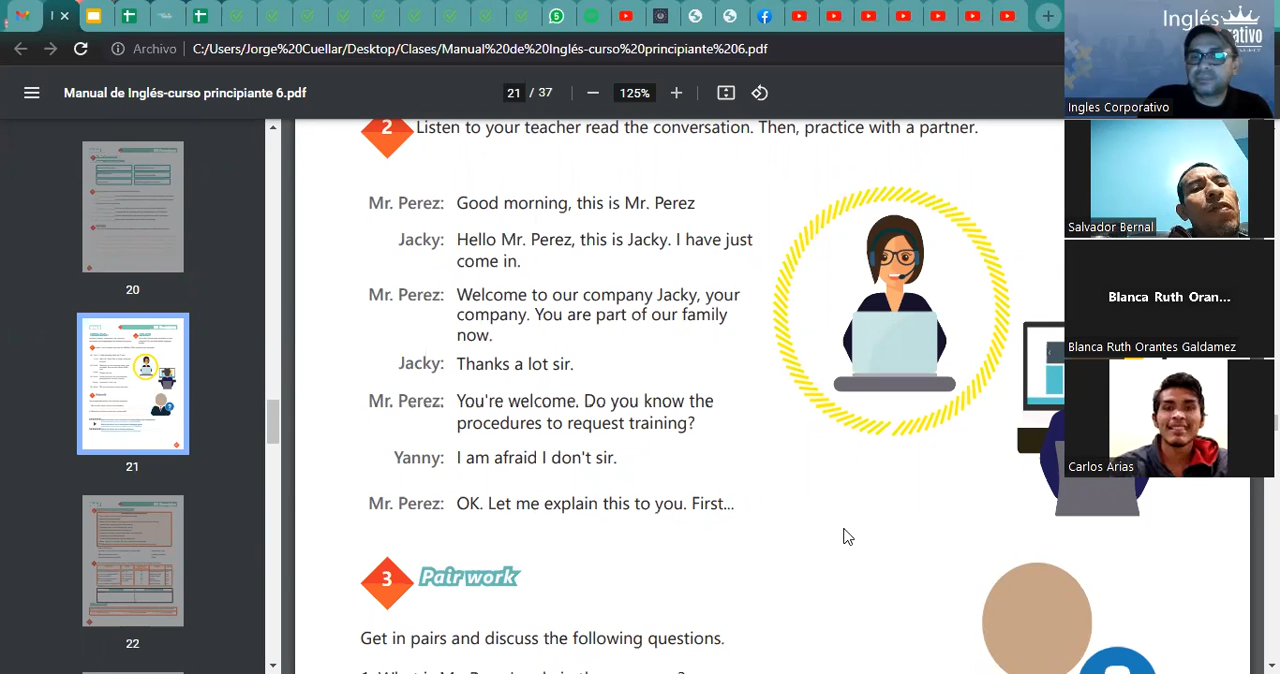 5
Archivo
C:/Users/Jorge%20Cuellar/Desktop/Clases/Manual%20de%20Inglés-curso%20principiante%206.pdf
Manual de Inglés-curso principiante 6.pdf
21 / 37
125%
20
21
22
2 Listen to your teacher read the conversation. Then, practice with a partner.
Mr. Perez: Good morning, this is Mr. Perez
Jacky: Hello Mr. Perez, this is Jacky. I have just
come in.
Mr. Perez: Welcome to our company Jacky, your
company. You are part of our family
now.
Jacky: Thanks a lot sir.
Mr. Perez: You're welcome. Do you know the
procedures to request training?
Yanny: I am afraid I don't sir.
Mr. Perez: OK. Let me explain this to you. First...
3 Pair work
Get in pairs and discuss the following questions.
Inglés
Ingles Corporativo
Salvador Bernal
Blanca Ruth Oran...
Blanca Ruth Orantes Galdamez
Carlos Arias